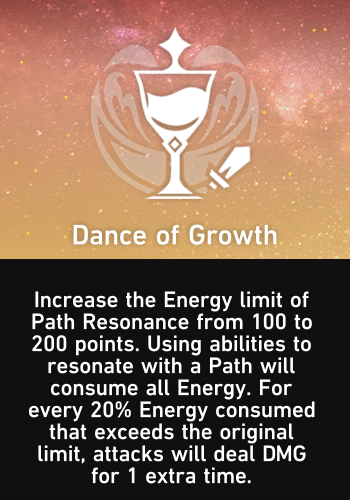 Dance of Growth
Increase the Energy limit of
Path Resonance from 100 to
200 points. Using abilities to
resonate with a Path will
consume all Energy. For
every 20% Energy consumed
that exceeds the original
limit, attacks will deal DMG
for 1 extra time.